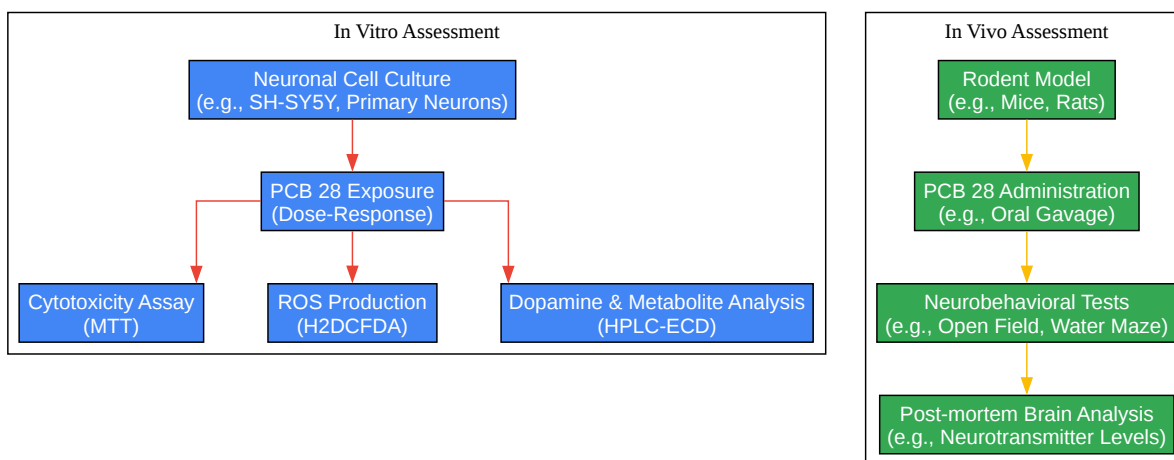 In Vitro Assessment
Neuronal Cell Culture
(e.g., SH-SY5Y, Primary Neurons)
PCB 28 Exposure
(Dose-Response)
Cytotoxicity Assay
(MTT)
ROS Production
(H2DCFDA)
Dopamine & Metabolite Analysis
(HPLC-ECD)
In Vivo Assessment
Rodent Model
(e.g., Mice, Rats)
PCB 28 Administration
(e.g., Oral Gavage)
Neurobehavioral Tests
(e.g., Open Field, Water Maze)
Post-mortem Brain Analysis
(e.g., Neurotransmitter Levels)